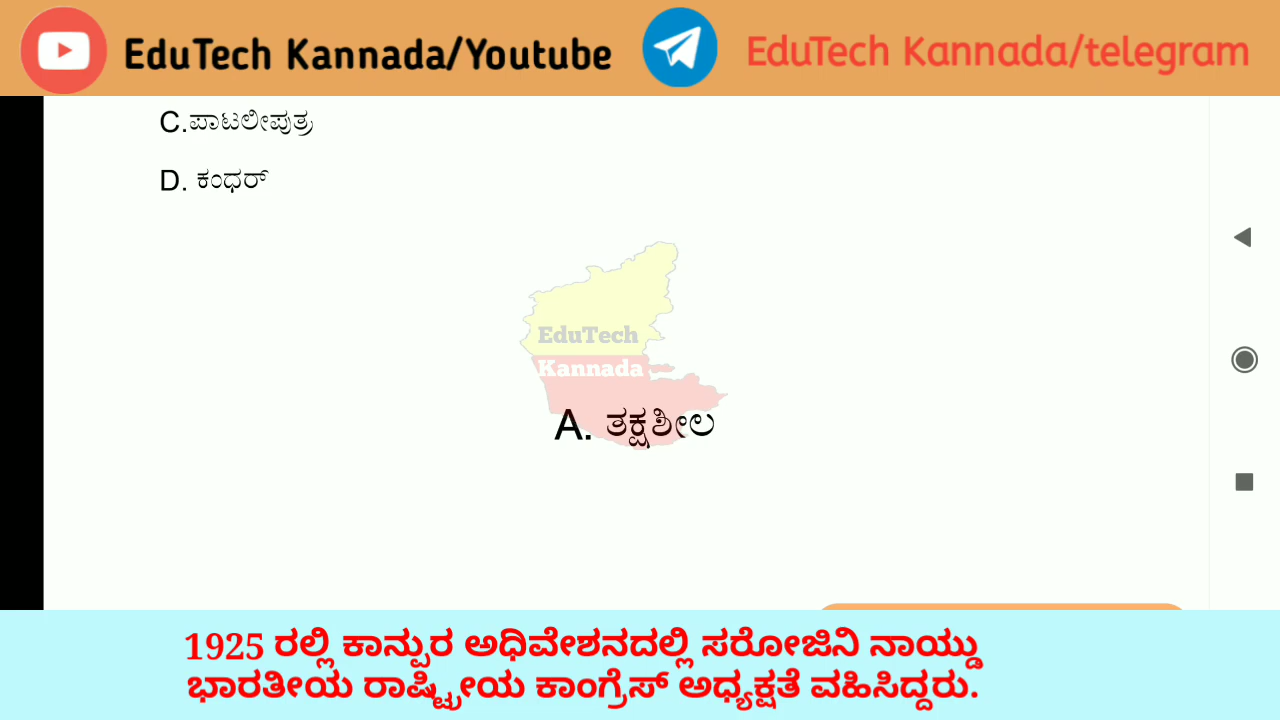 EduTech Kannada/Youtube
EduTech Kannada/telegram
C.ಪಾಟಲೀಪುತ್ರ
D. ಕಂಧರ್
EduTech
Kannada
A. ತಕ್ಷಶೀಲ
1925 ರಲ್ಲಿ ಕಾನ್ಪುರ ಅಧಿವೇಶನದಲ್ಲಿ ಸರೋಜಿನಿ ನಾಯ್ಡು
ಭಾರತೀಯ ರಾಷ್ಟ್ರೀಯ ಕಾಂಗ್ರೆಸ್ ಅಧ್ಯಕ್ಷತೆ ವಹಿಸಿದ್ದರು.